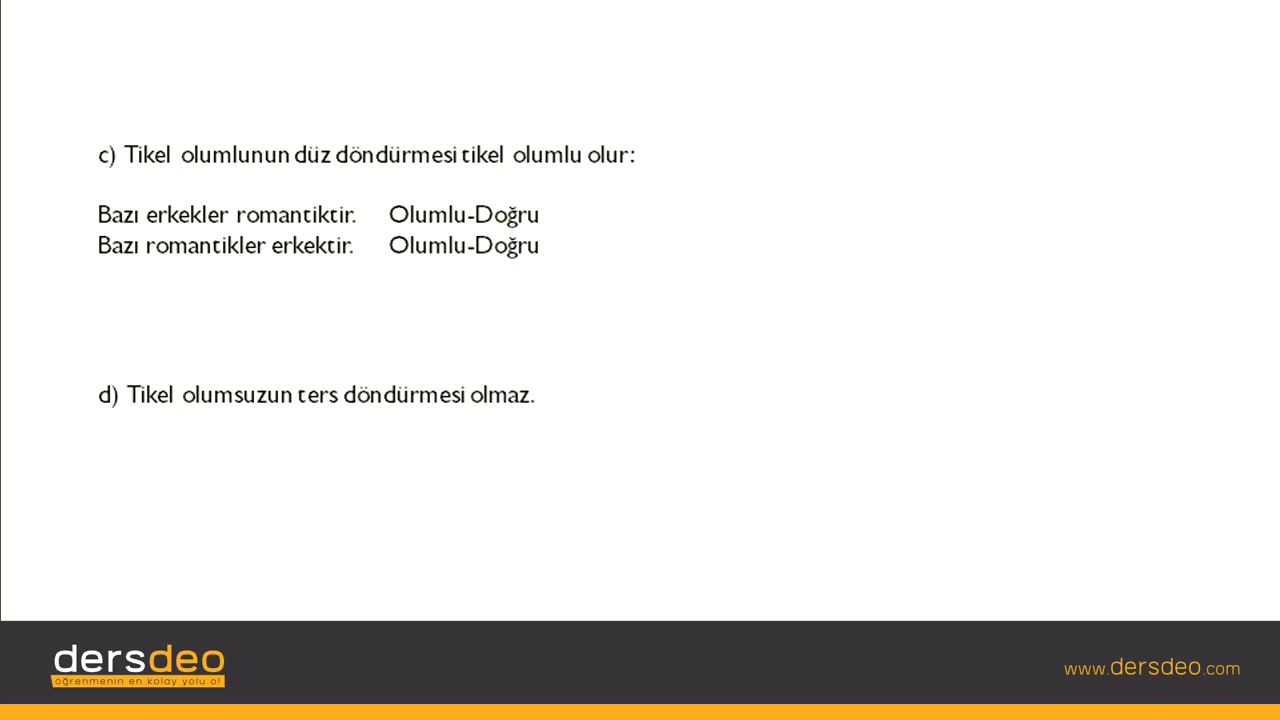 c) Tikel olumlunun düz döndürmesi tikel olumlu olur:
Bazı erkekler romantiktir. Olumlu-Doğru
Bazı romantikler erkektir. Olumlu-Doğru
d) Tikel olumsuzun ters döndürmesi olmaz.
dersdeo
öğrenmenin en kolay yolu o!
www.dersdeo.com